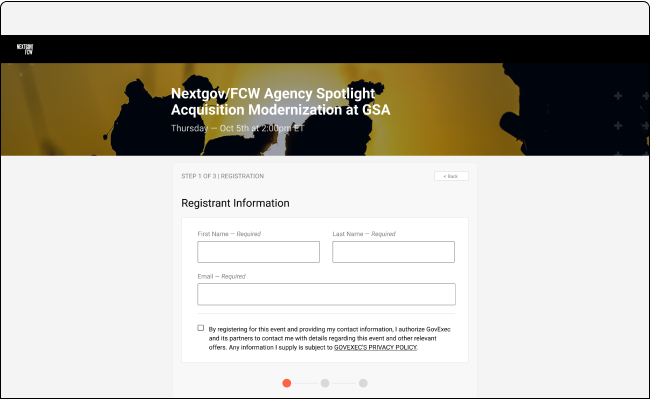 NEXTGOV
FCW
Nextgov/FCW Agency Spotlight
Acquisition Modernization at GSA
Thursday — Oct 5th at 2:00pm ET
STEP 1 OF 3 | REGISTRATION
< Back
Registrant Information
First Name — Required
Last Name — Required
Email — Required
By registering for this event and providing my contact information, I authorize GovExec
and its partners to contact me with details regarding this event and other relevant
offers. Any information I supply is subject to GOVEXEC'S PRIVACY POLICY.